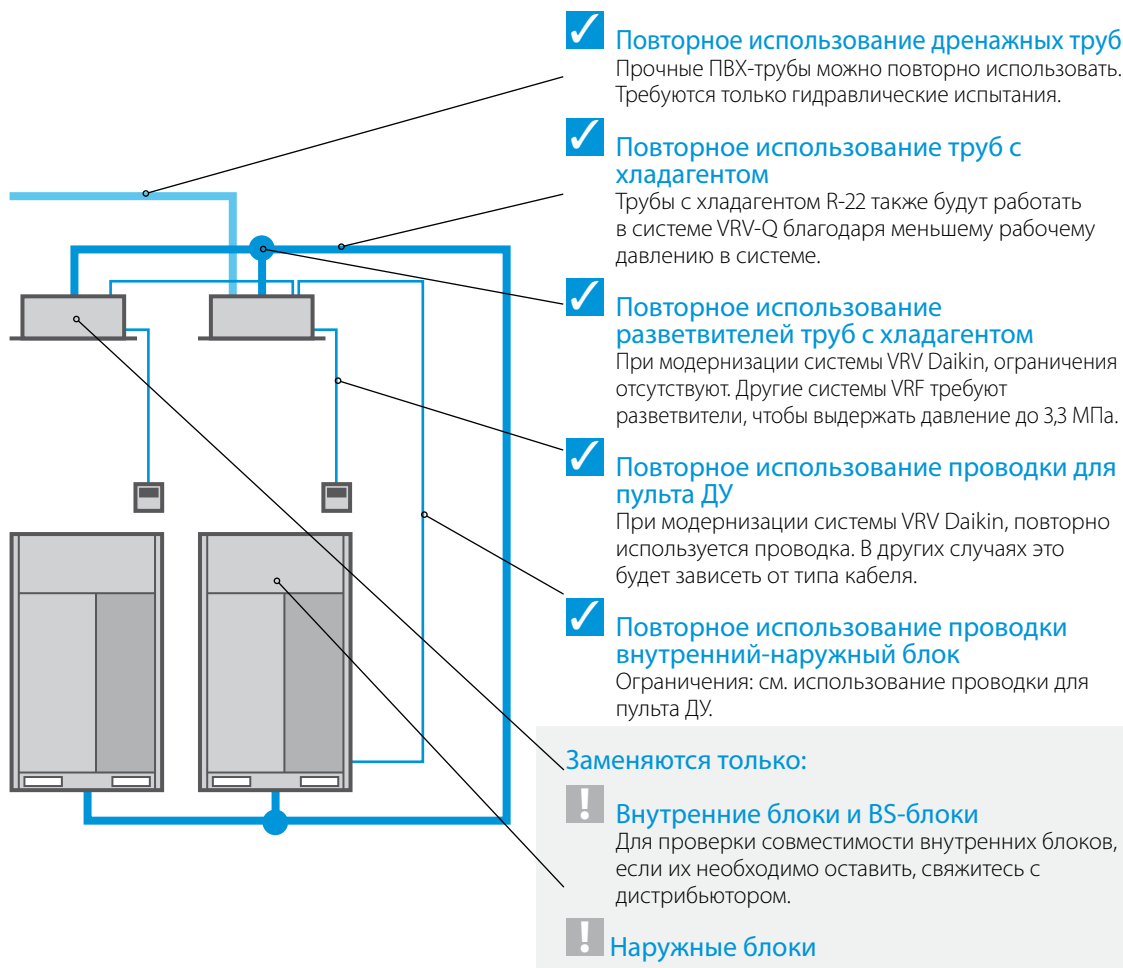 Повторное использование дренажных труб
Прочные ПВХ-трубы можно повторно использовать.
Требуются только гидравлические испытания.
Повторное использование труб с
хладагентом
Трубы с хладагентом R-22 также будут работать
в системе VRV-Q благодаря меньшему рабочему
давлению в системе.
Повторное использование
разветвителей труб с хладагентом
При модернизации системы VRV Daikin, ограничения
отсутствуют. Другие системы VRF требуют
разветвители, чтобы выдержать давление до 3,3 МПа.
Повторное использование проводки для
пульта ДУ
При модернизации системы VRV Daikin, повторно
используется проводка. В других случаях это
будет зависеть от типа кабеля.
Повторное использование проводки
внутренний-наружный блок
Ограничения: см. использование проводки для
пульта ДУ.
Заменяются только:
Внутренние блоки и BS-блоки
Для проверки совместимости внутренних блоков,
если их необходимо оставить, свяжитесь с
дистрибьютором.
Наружные блоки